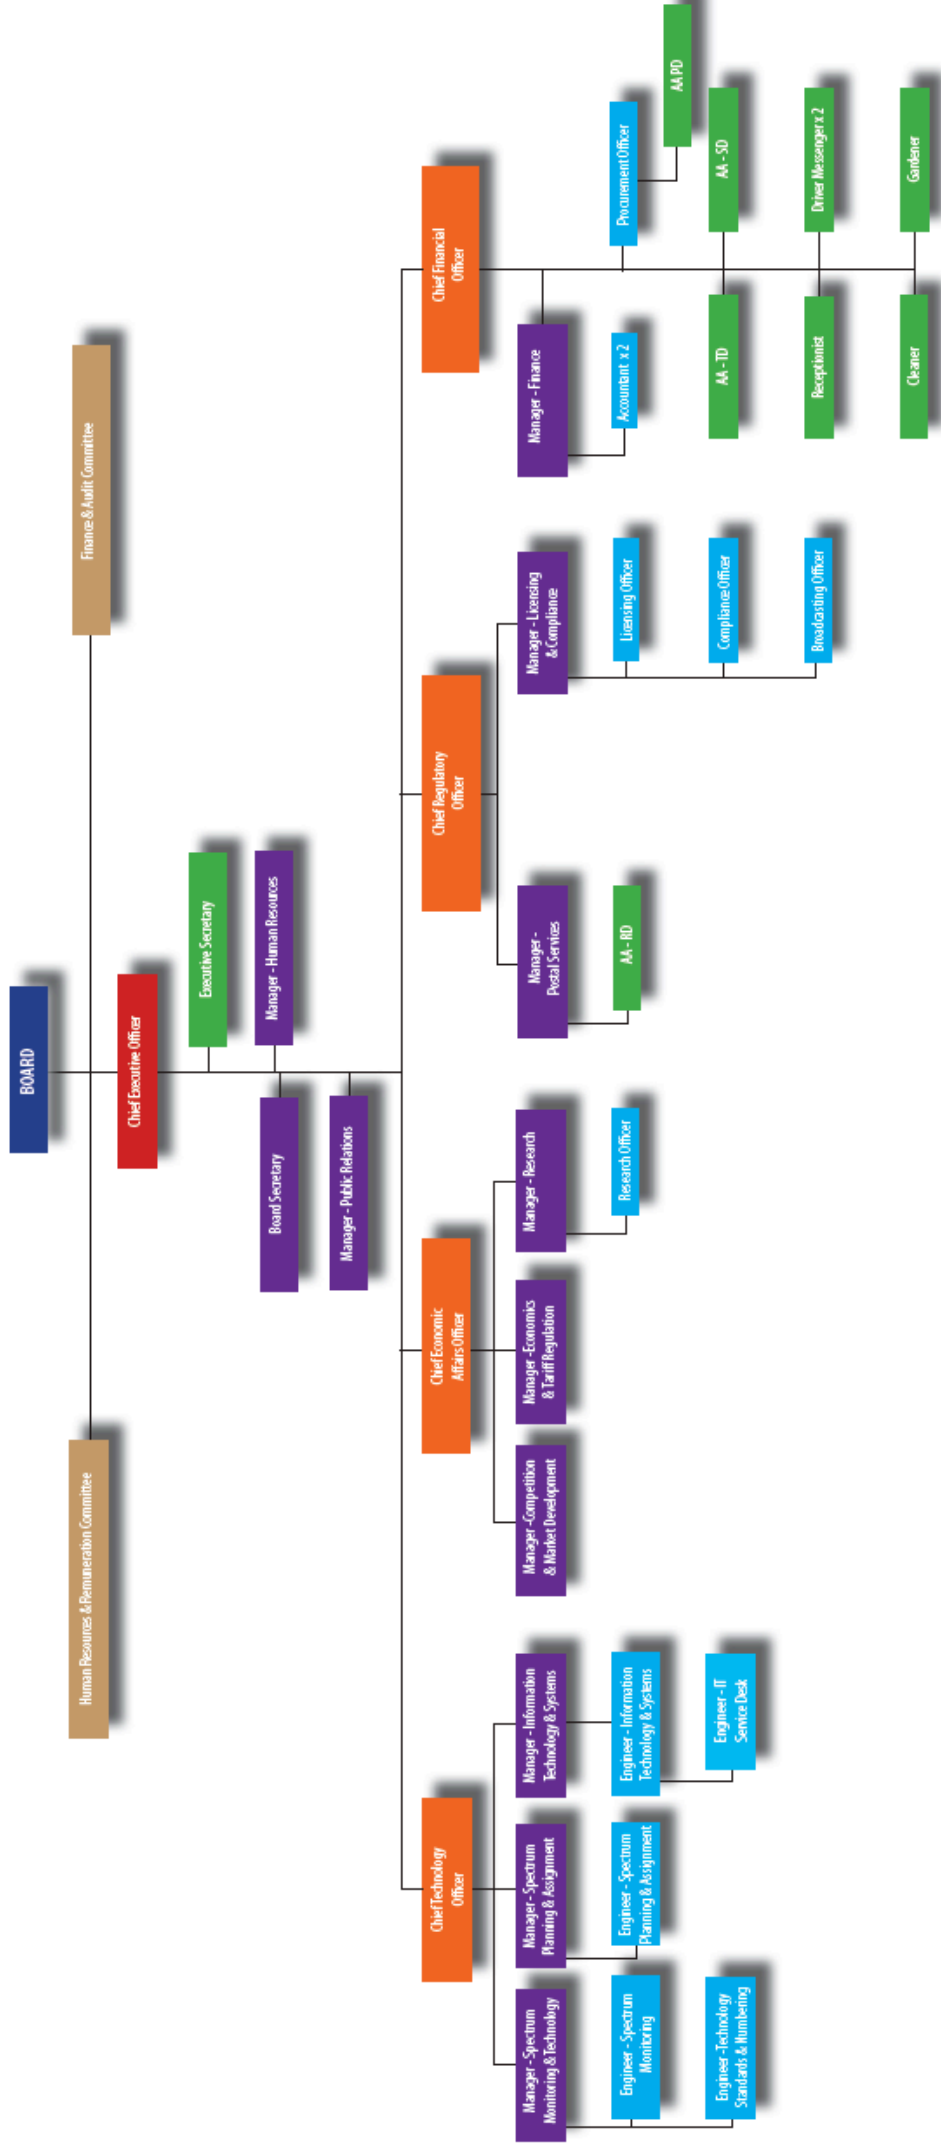 BOARD
Human Resources & Remuneration Committee
Finance & Audit Committee
Chief Executive Officer
Executive Secretary
Board Secretary
Manager - Human Resources
Manager - Public Relations
Chief Technology
Officer
Chief Economic
Affairs Officer
Chief Regulatory
Officer
Chief Financial
Officer
Manager - Spectrum
Monitoring & Technology
Manager - Spectrum
Planning & Assignment
Manager - Information
Technology & Systems
Manager -Competition
& Market Development
Manager -Economics
& Tariff Regulation
Manager - Research
Manager -
Postal Services
Manager - Licensing
& Compliance
Manager - Finance
Engineer - Spectrum
Monitoring
Engineer - Spectrum
Planning & Assignment
Engineer - Information
Technology & Systems
Research Officer
AA - RD
Licensing Officer
Accountant x 2
Procurement Officer
AA PD
Engineer -Technology
Standards & Numbering
Engineer - IT
Service Desk
Compliance Officer
AA - TD
AA - SD
Broadcasting Officer
Receptionist
Driver Messenger x 2
Cleaner
Gardener